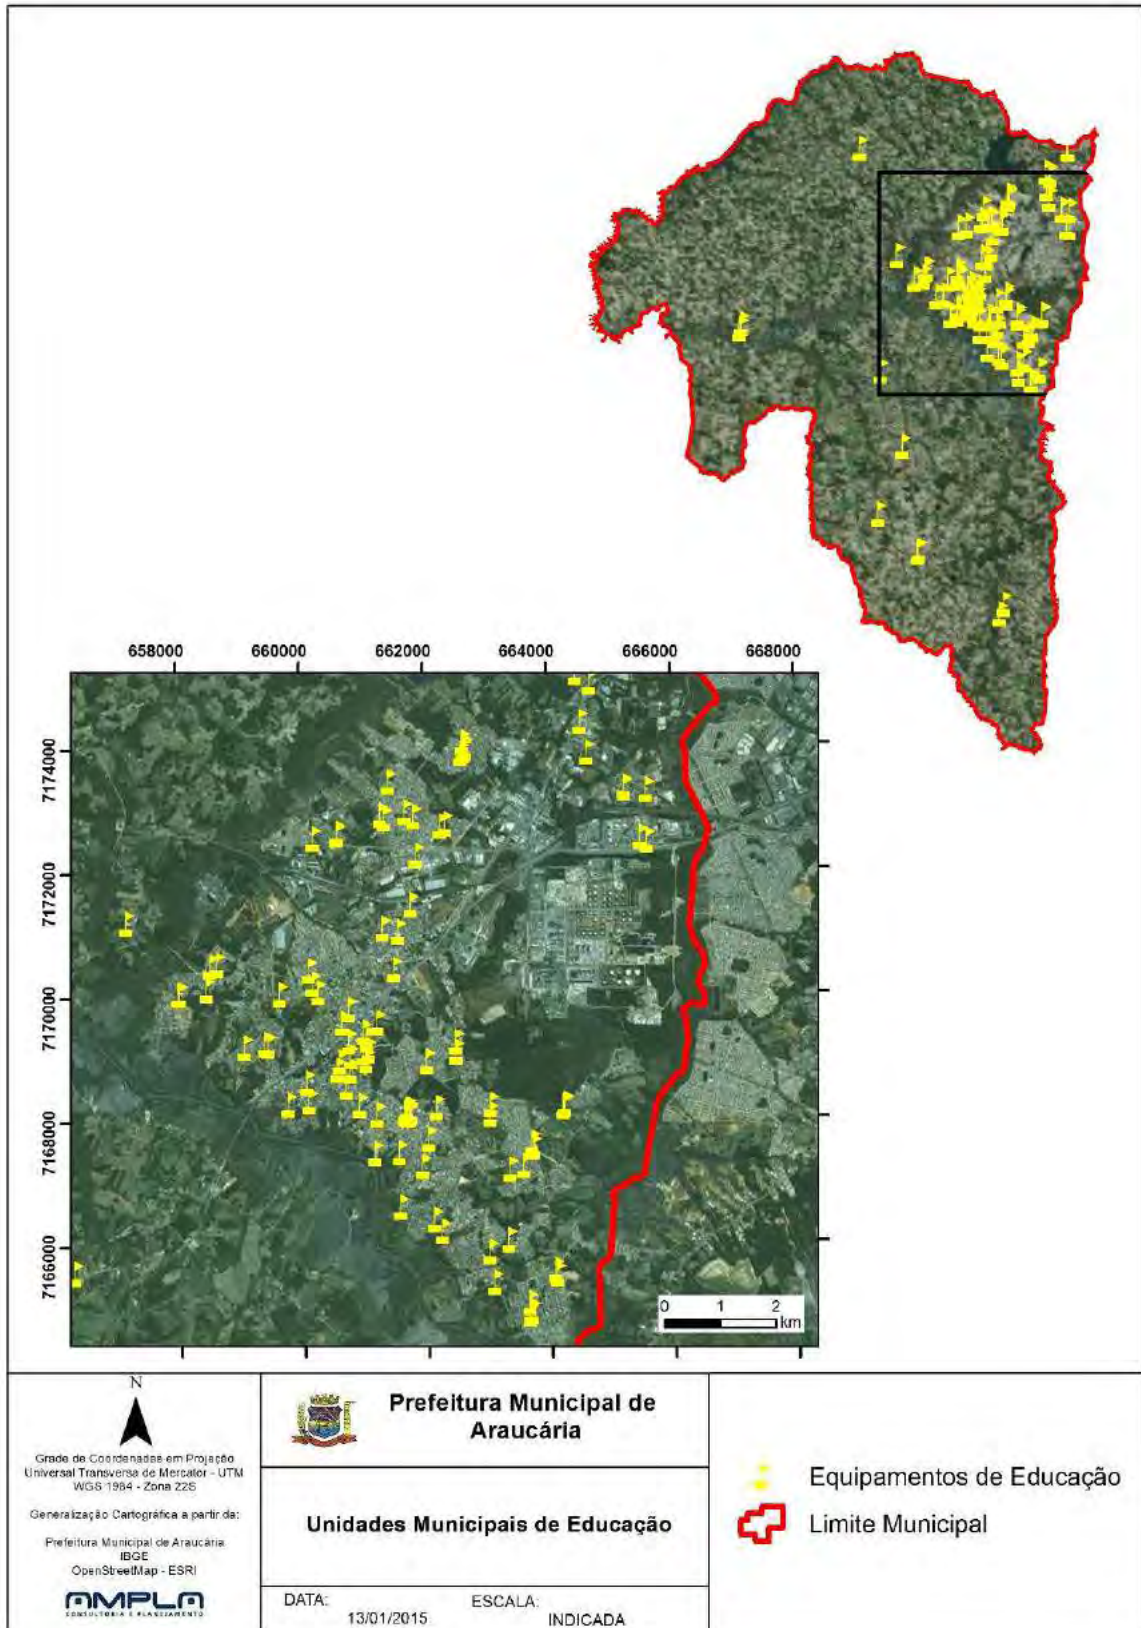 658000 660000 662000 664000 666000 668000
7174000
7172000
7170000
7168000
7166000
0 1 2
km
N
Grade de Coordenadas em Projeção
Universal Transversa de Mercator - UTM
WGS 1984 - Zona 22S
Generalização Cartográfica a partir de:
Prefeitura Municipal de Araucária
IBGE
OpenStreetMap - ESRI
AMPLA
CONSULTORIA E PLANEJAMENTO
Prefeitura Municipal de
Araucária
Unidades Municipais de Educação
DATA:
13/01/2015
ESCALA:
INDICADA
Equipamentos de Educação
Limite Municipal